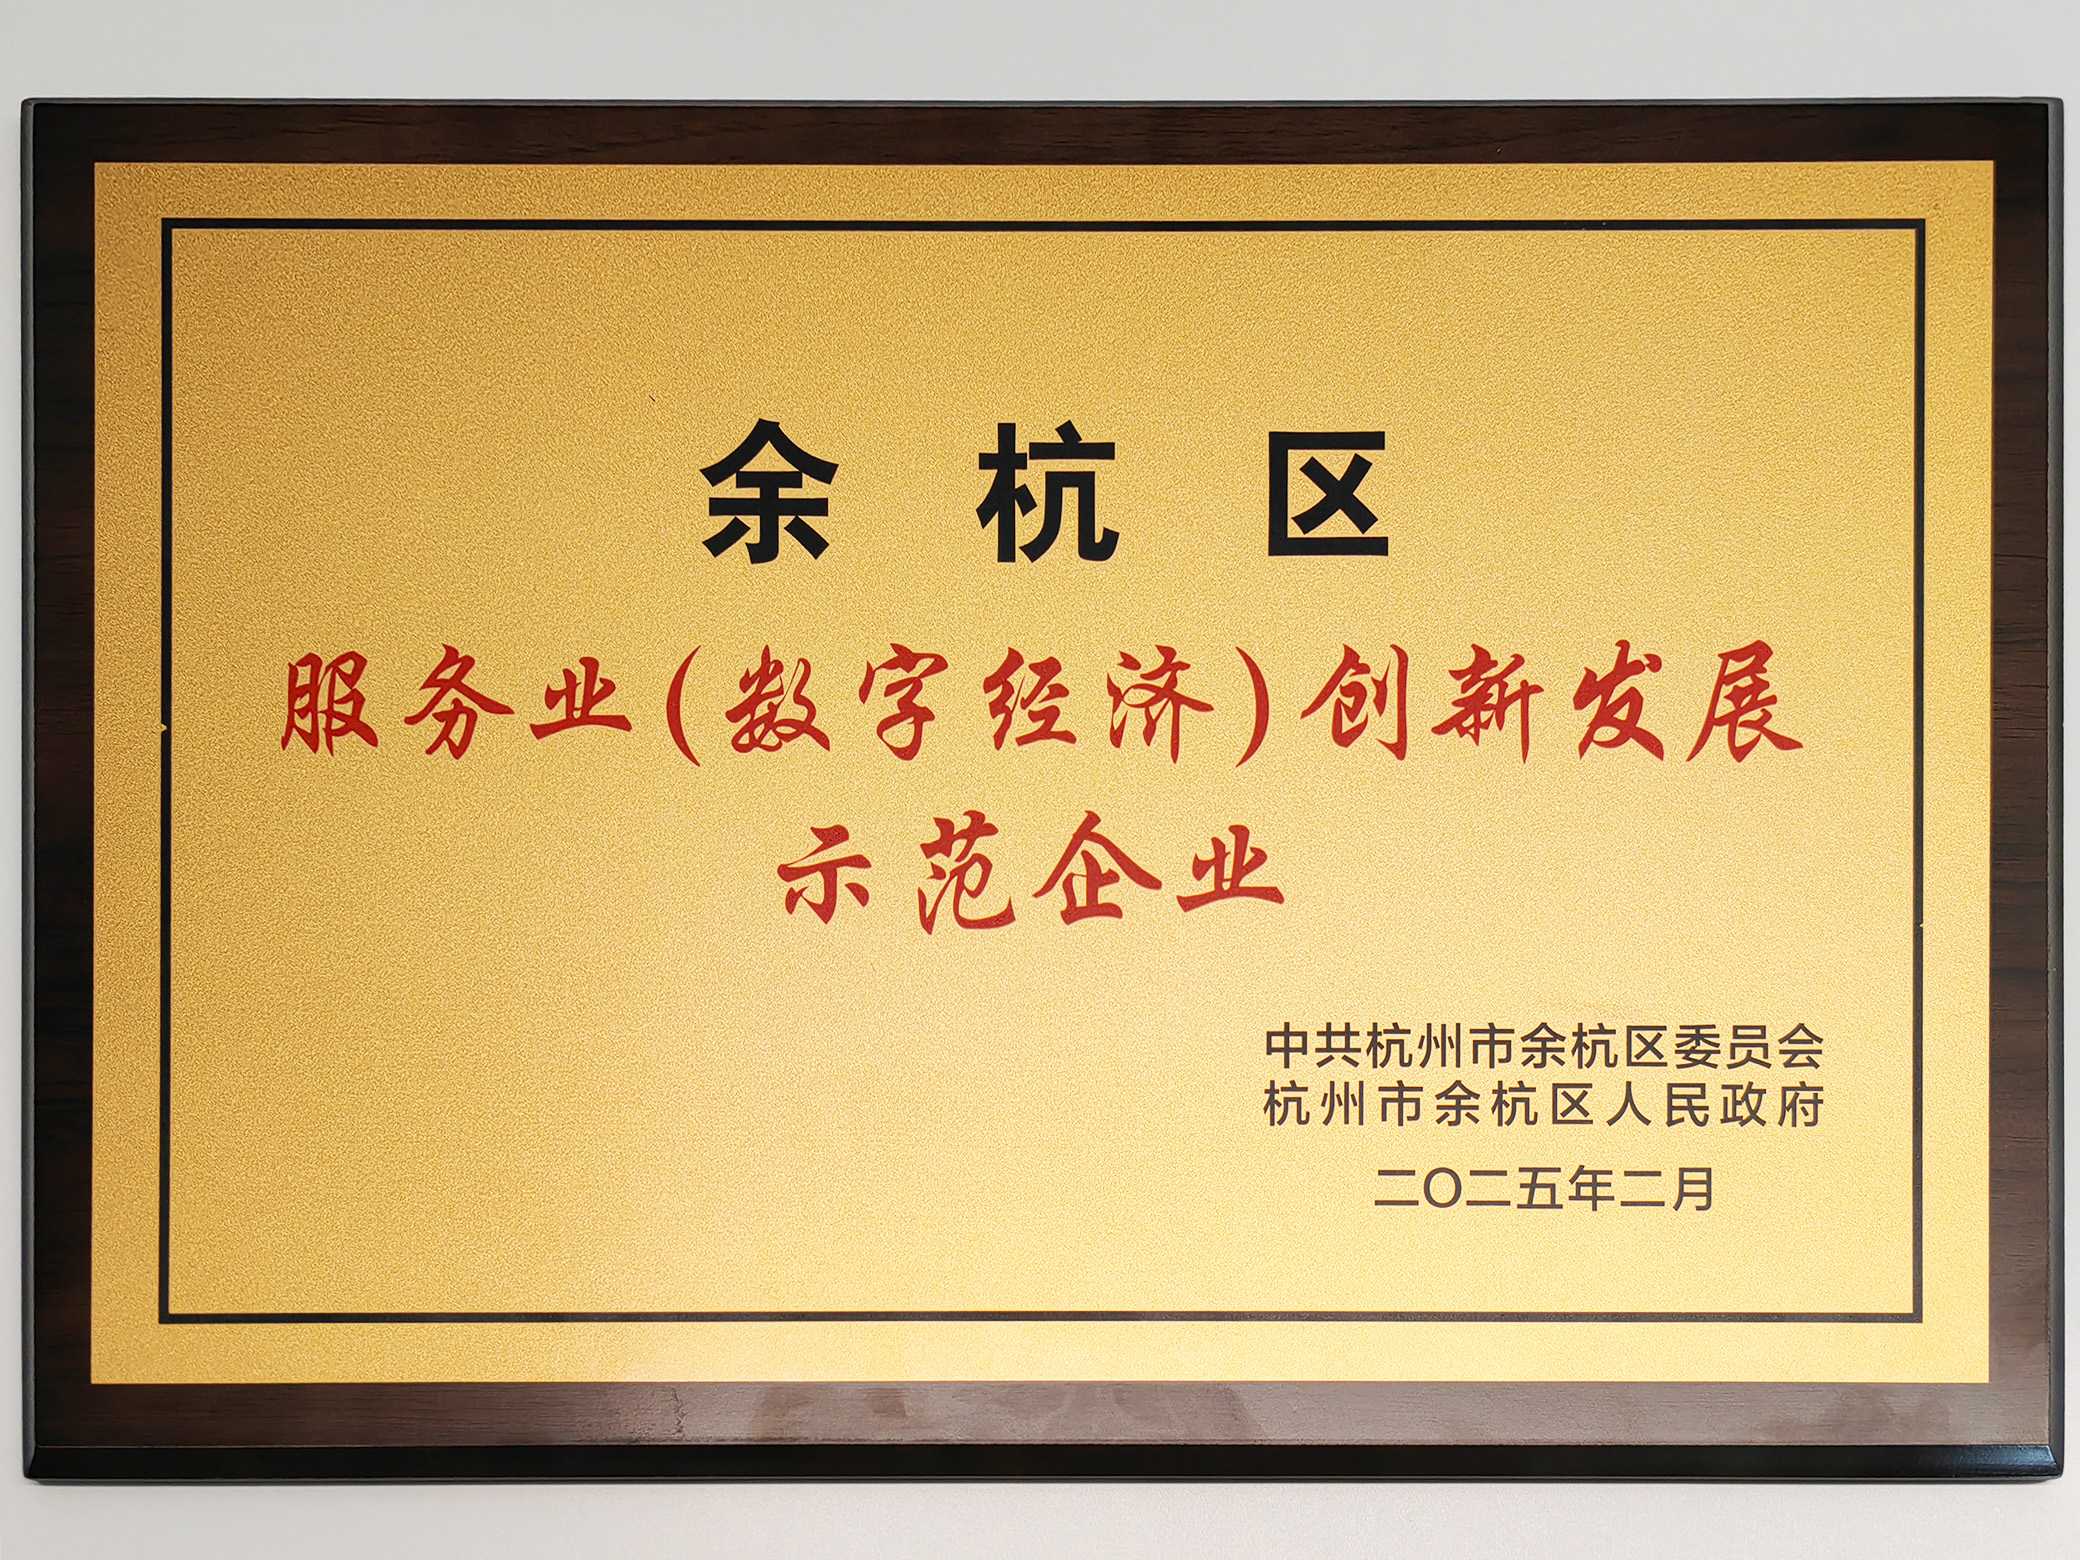 余杭区
服务业(数字经济)创新发展
示范企业
中共杭州市余杭区委员会
杭州市余杭区人民政府
二〇二五年二月